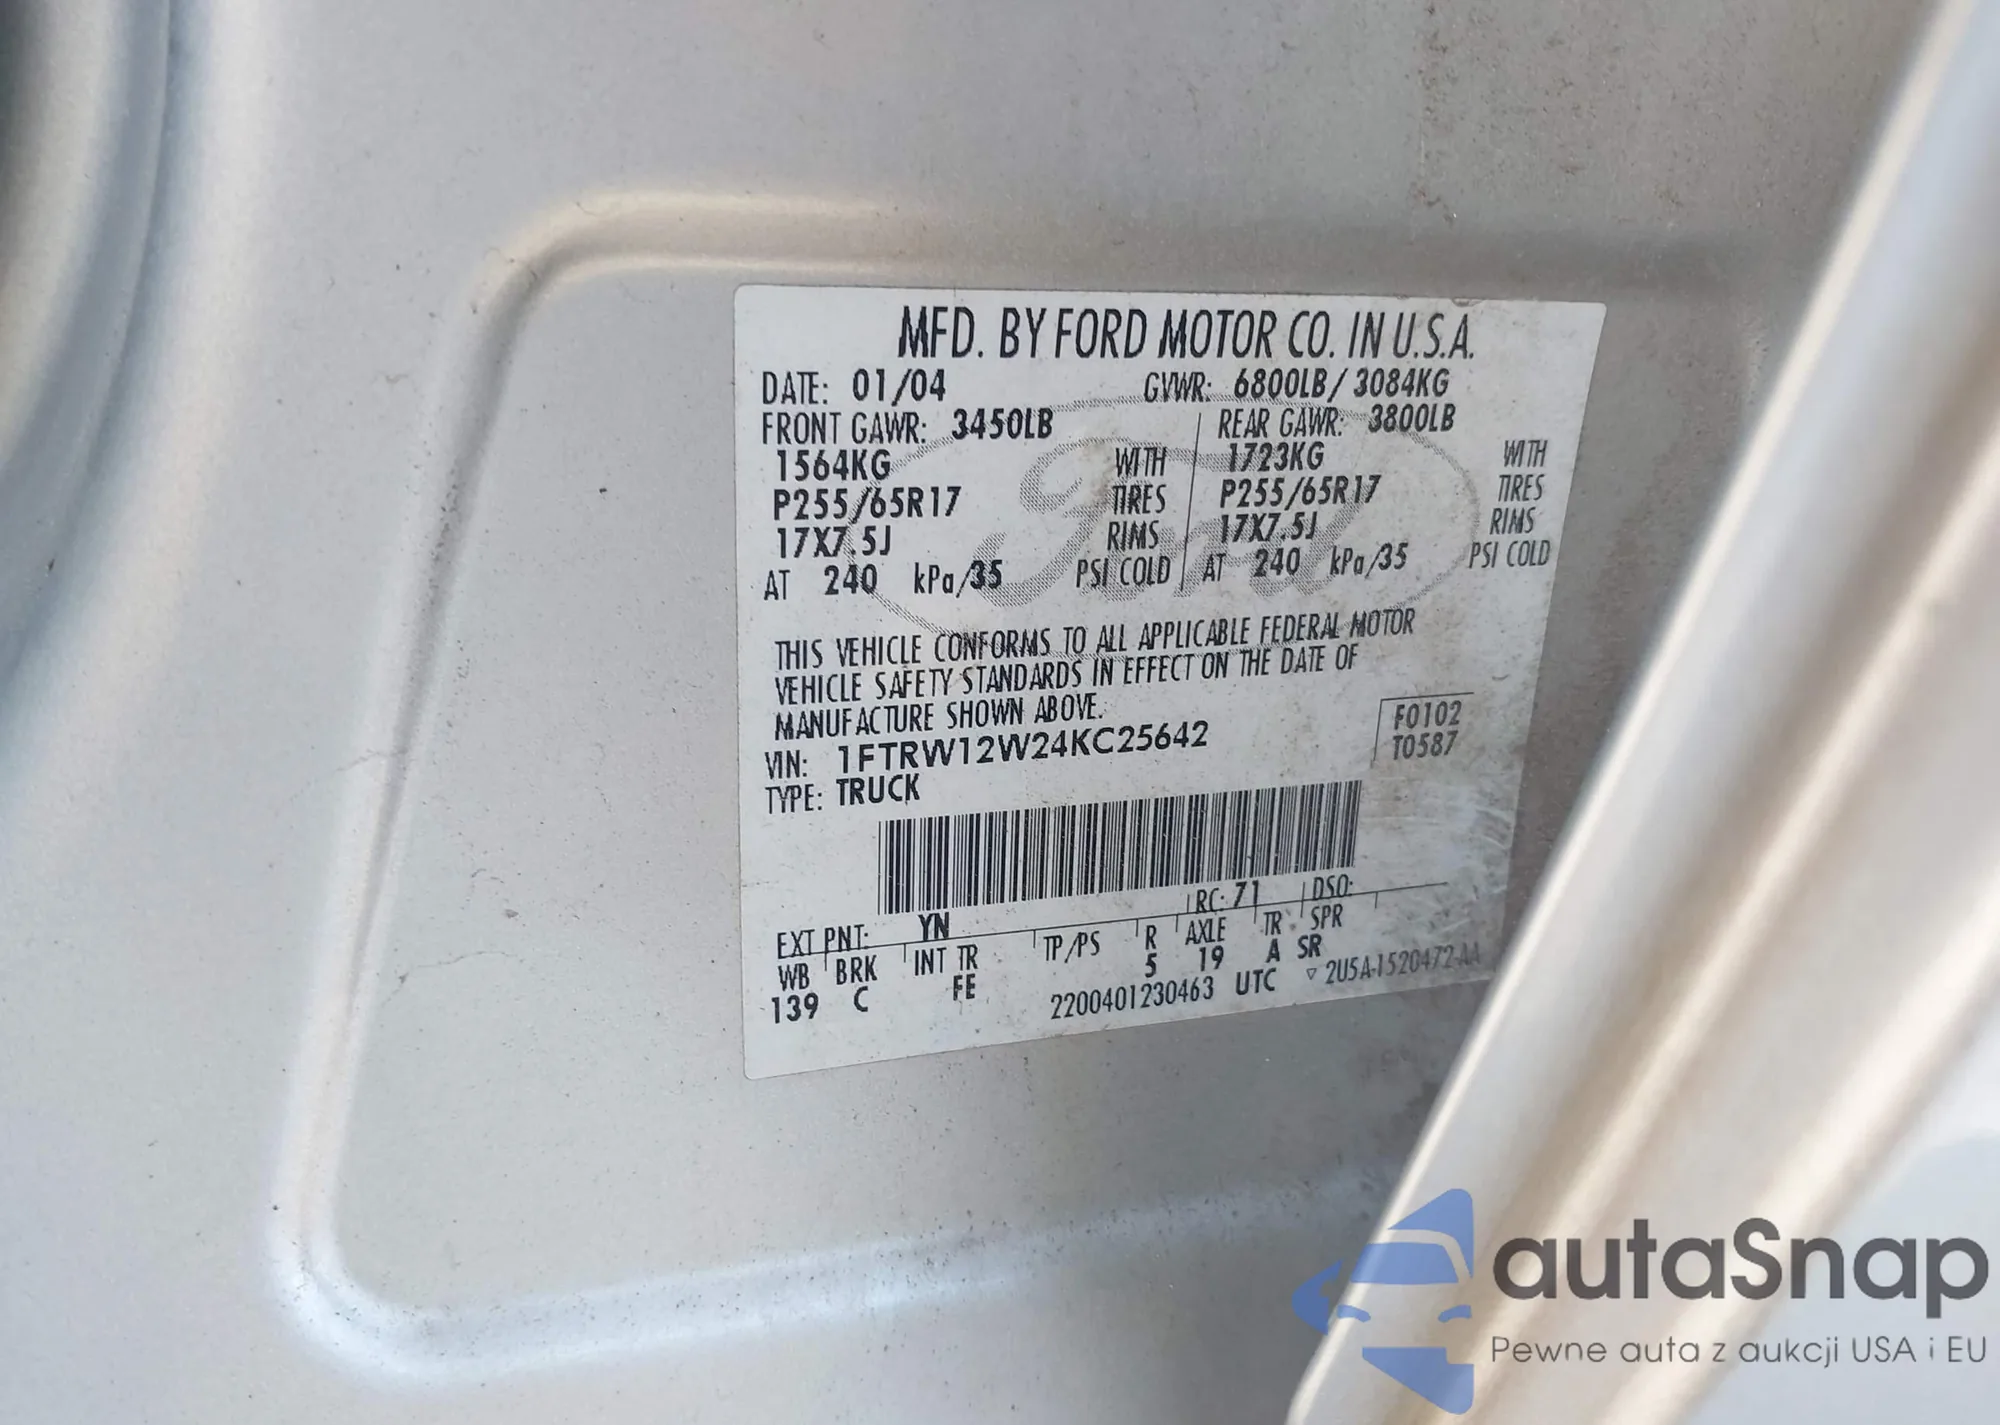 MFD. BY FORD MOTOR CO. IN U.S.A.
DATE: 01/04 GVWR: 6800LB/ 3084KG
FRONT GAWR: 3450LB REAR GAWR: 3800LB
1564KG WITH 1723KG WITH
P255/65R17 TIRES P255/65R17 TIRES
17X7.5J RIMS 17X7.5J RIMS
AT 240 kPa/35 PSI COLD AT 240 kPa/35 PSI COLD
Ford
THIS VEHICLE CONFORMS TO ALL APPLICABLE FEDERAL MOTOR
VEHICLE SAFETY STANDARDS IN EFFECT ON THE DATE OF
MANUFACTURE SHOWN ABOVE.
VIN: 1FTRW12W24KC25642 F0102
TYPE: TRUCK T0587
EXT PNT: YN RC: 71 DSO:
WB BRK INT TR TP/PS R AXLE TR SPR
139 C FE 5 19 A SR
2200401230463 UTC ▽ 2U5A-1520472-AA
autaSnap
Pewne auta z aukcji USA i EU